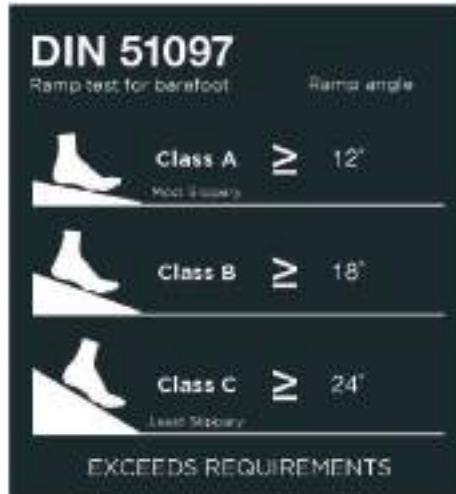 DIN 51097
Ramp test for barefoot Ramp angle
Class A ≥ 12°
Most Slippery
Class B ≥ 18°
Class C ≥ 24°
Least Slippery
EXCEEDS REQUIREMENTS